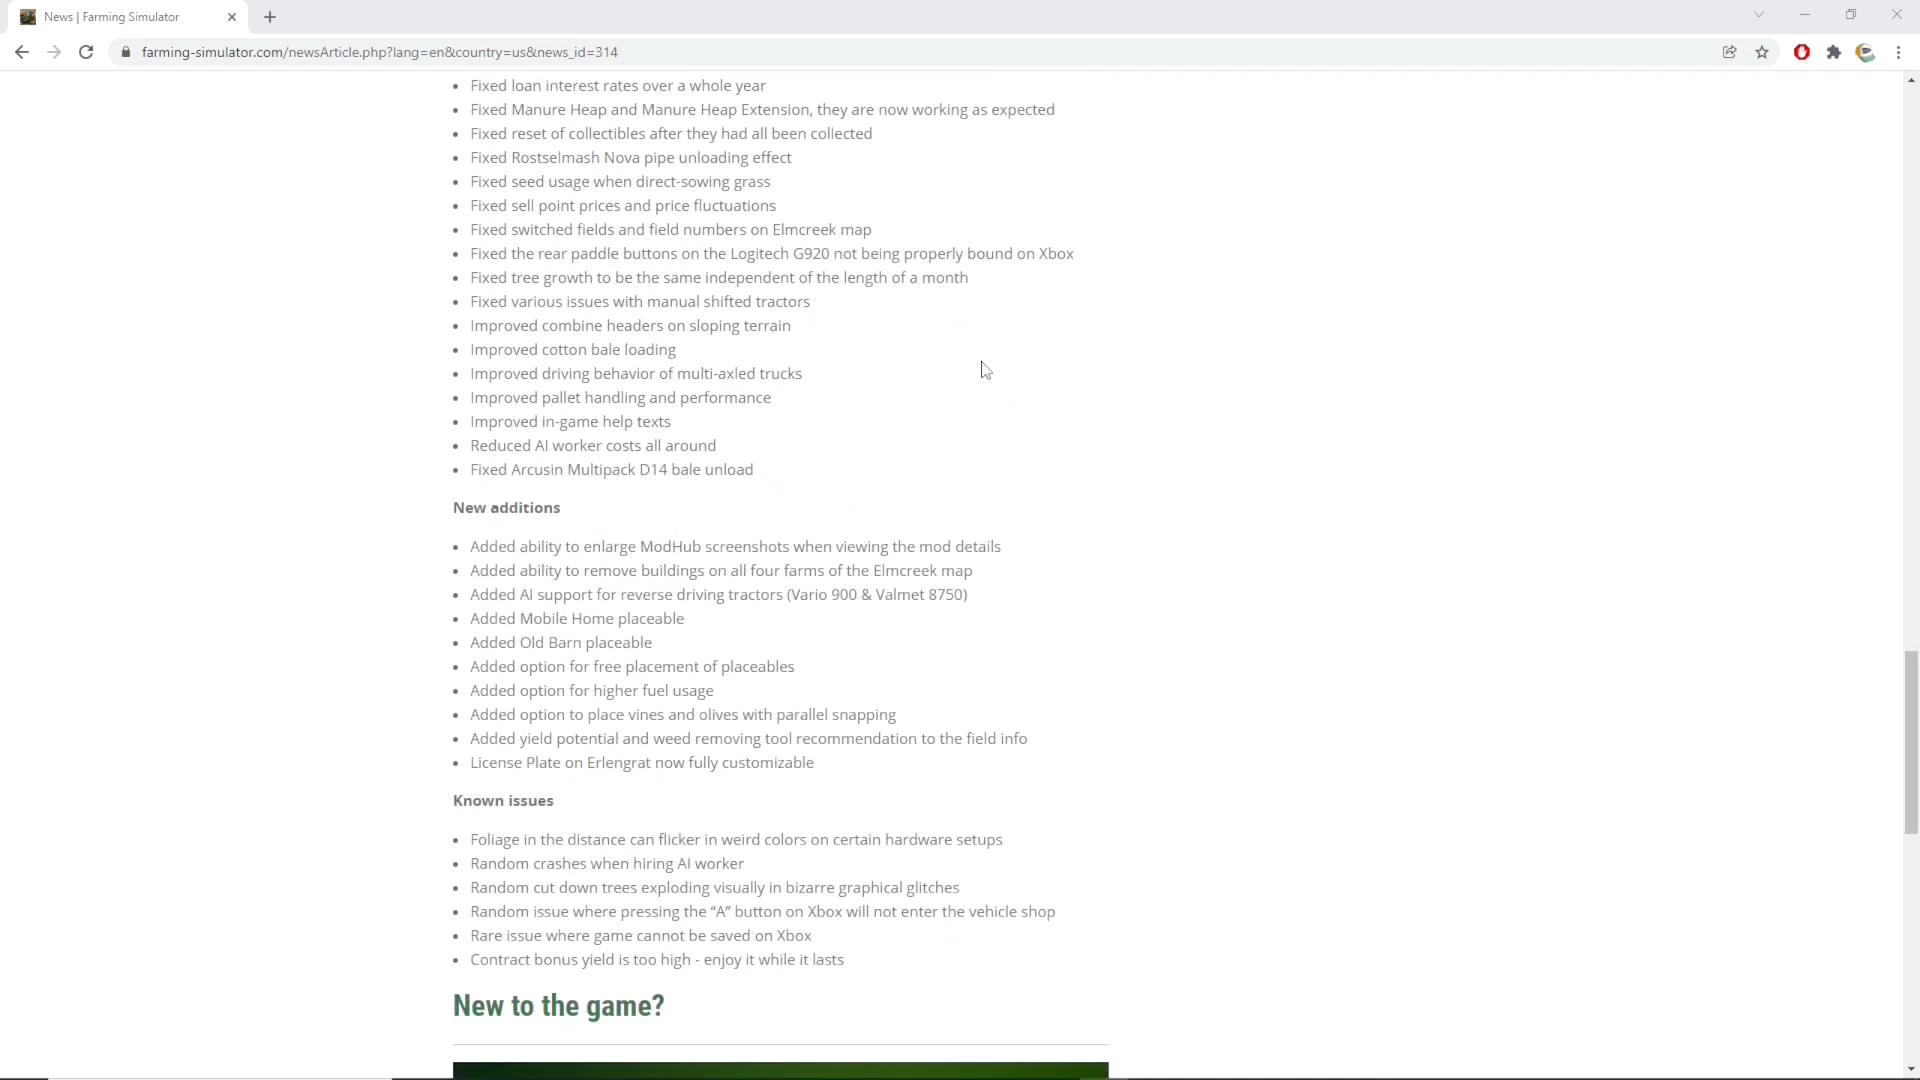 News | Farming Simulator
farming-simulator.com/newsArticle.php?lang=en&country=us&news_id=314
Fixed loan interest rates over a whole year
Fixed Manure Heap and Manure Heap Extension, they are now working as expected
Fixed reset of collectibles after they had all been collected
Fixed Rostselmash Nova pipe unloading effect
Fixed seed usage when direct-sowing grass
Fixed sell point prices and price fluctuations
Fixed switched fields and field numbers on Elmcreek map
Fixed the rear paddle buttons on the Logitech G920 not being properly bound on Xbox
Fixed tree growth to be the same independent of the length of a month
Fixed various issues with manual shifted tractors
Improved combine headers on sloping terrain
Improved cotton bale loading
Improved driving behavior of multi-axled trucks
Improved pallet handling and performance
Improved in-game help texts
Reduced AI worker costs all around
Fixed Arcusin Multipack D14 bale unload
New additions
Added ability to enlarge ModHub screenshots when viewing the mod details
Added ability to remove buildings on all four farms of the Elmcreek map
Added AI support for reverse driving tractors (Vario 900 & Valmet 8750)
Added Mobile Home placeable
Added Old Barn placeable
Added option for free placement of placeables
Added option for higher fuel usage
Added option to place vines and olives with parallel snapping
Added yield potential and weed removing tool recommendation to the field info
License Plate on Erlengrat now fully customizable
Known issues
Foliage in the distance can flicker in weird colors on certain hardware setups
Random crashes when hiring AI worker
Random cut down trees exploding visually in bizarre graphical glitches
Random issue where pressing the “A” button on Xbox will not enter the vehicle shop
Rare issue where game cannot be saved on Xbox
Contract bonus yield is too high - enjoy it while it lasts
New to the game?